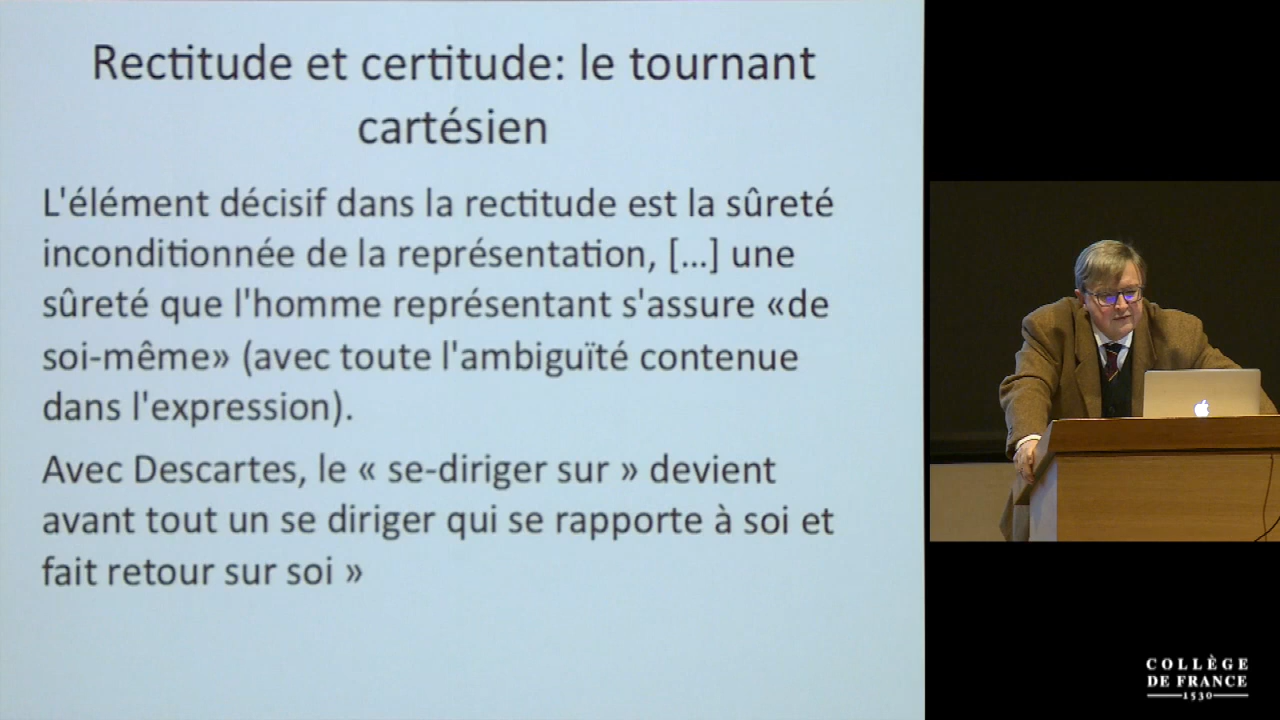 Rectitude et certitude: le tournant
cartésien
L'élément décisif dans la rectitude est la sûreté
inconditionnée de la représentation, [...] une
sûreté que l'homme représentant s'assure «de
soi-même» (avec toute l'ambiguïté contenue
dans l'expression).
Avec Descartes, le « se-diriger sur » devient
avant tout un se diriger qui se rapporte à soi et
fait retour sur soi »
COLLÈGE
DE FRANCE
1530